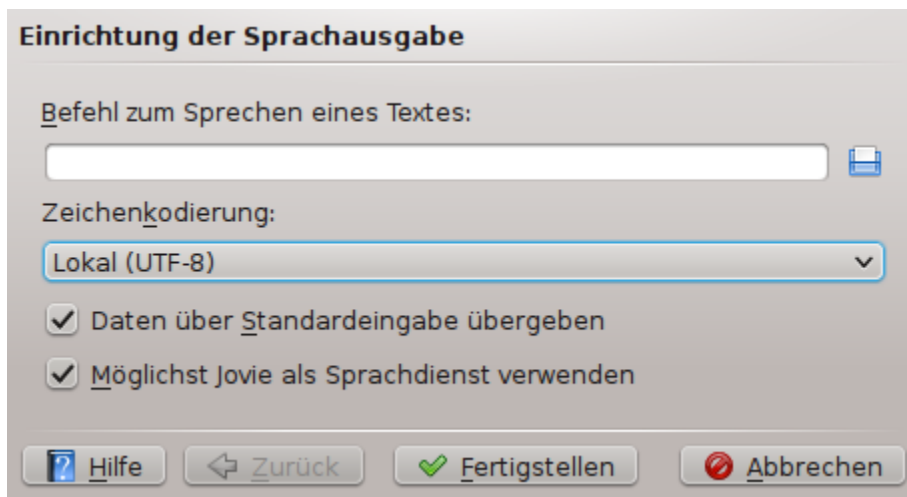 Einrichtung der Sprachausgabe
Befehl zum Sprechen eines Textes:
Zeichenkodierung:
Lokal (UTF-8)
Daten über Standardeingabe übergeben
Möglichst Jovie als Sprachdienst verwenden
Hilfe Zurück Fertigstellen Abbrechen